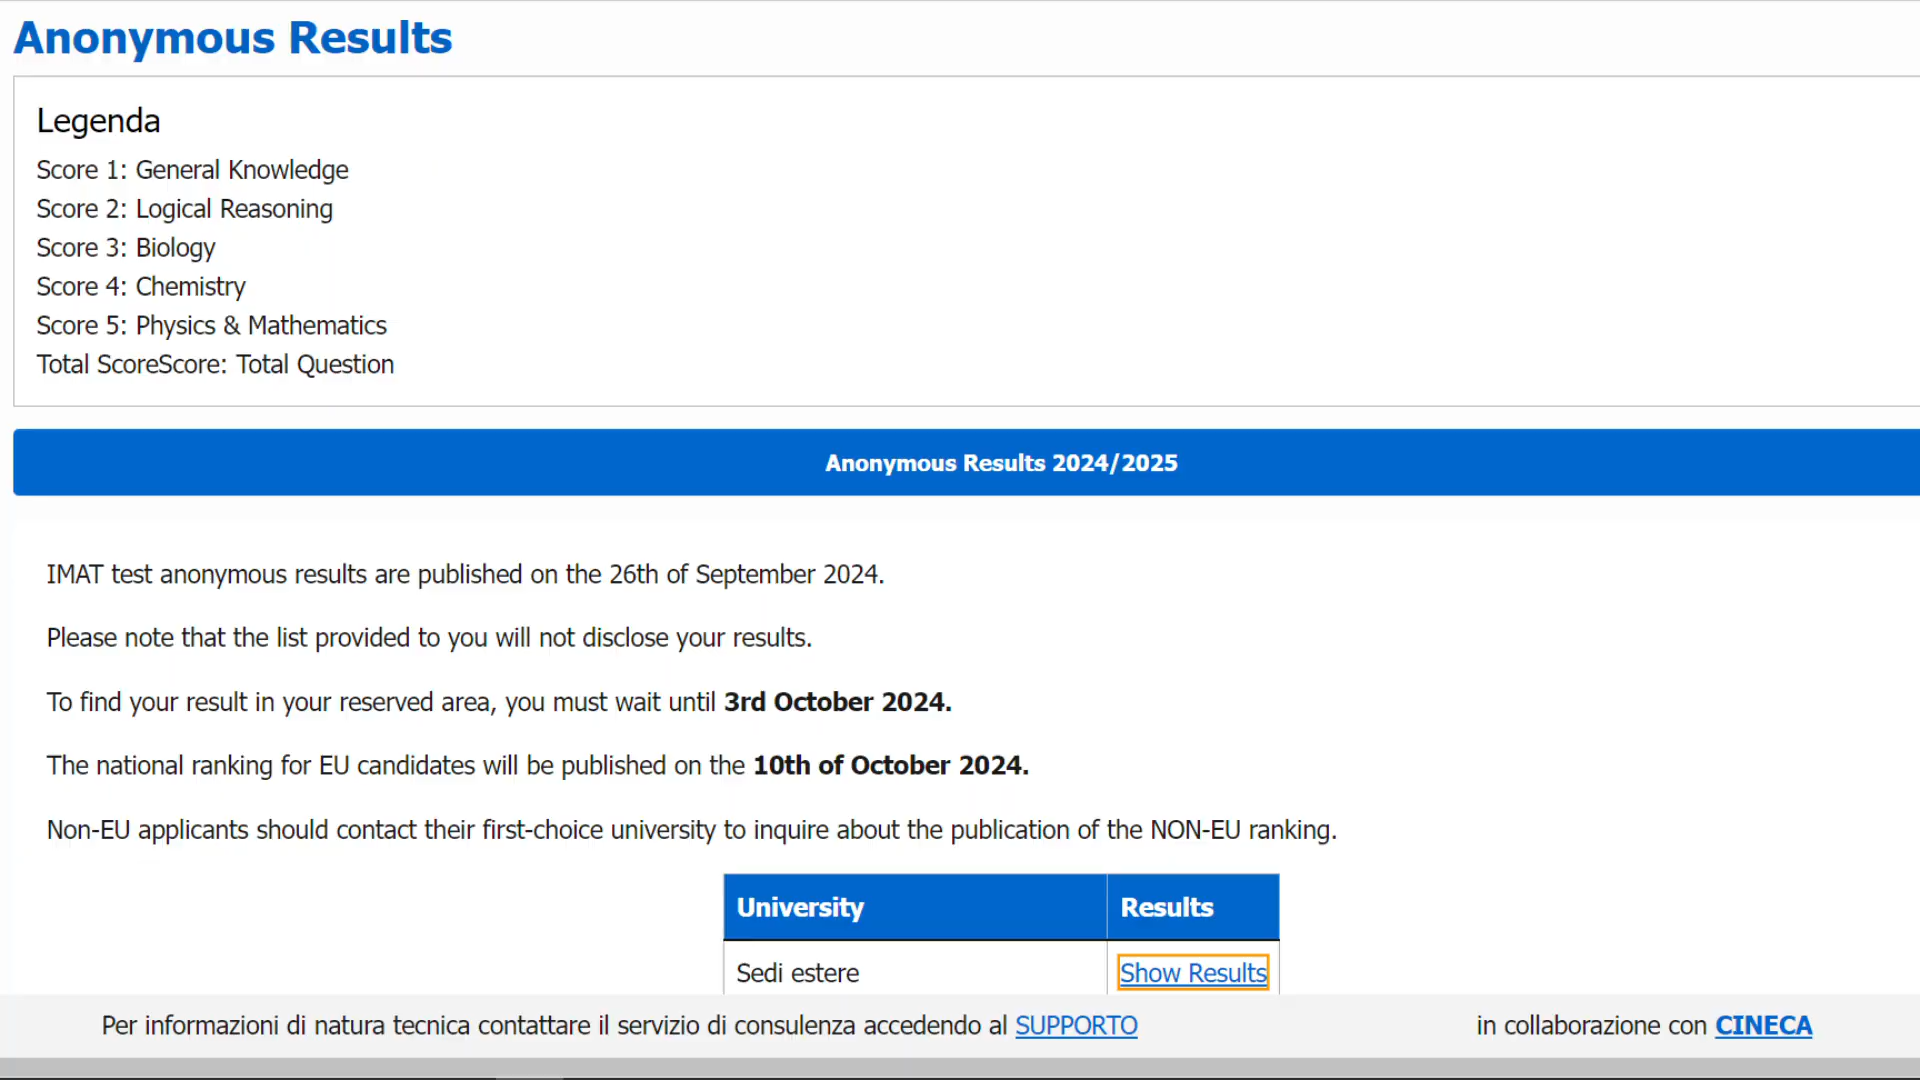 Anonymous Results
Legenda
Score 1: General Knowledge
Score 2: Logical Reasoning
Score 3: Biology
Score 4: Chemistry
Score 5: Physics & Mathematics
Total ScoreScore: Total Question
Anonymous Results 2024/2025
IMAT test anonymous results are published on the 26th of September 2024.
Please note that the list provided to you will not disclose your results.
To find your result in your reserved area, you must wait until 3rd October 2024.
The national ranking for EU candidates will be published on the 10th of October 2024.
Non-EU applicants should contact their first-choice university to inquire about the publication of the NON-EU ranking.
University Results
Sedi estere Show Results
Per informazioni di natura tecnica contattare il servizio di consulenza accedendo al SUPPORTO in collaborazione con CINECA